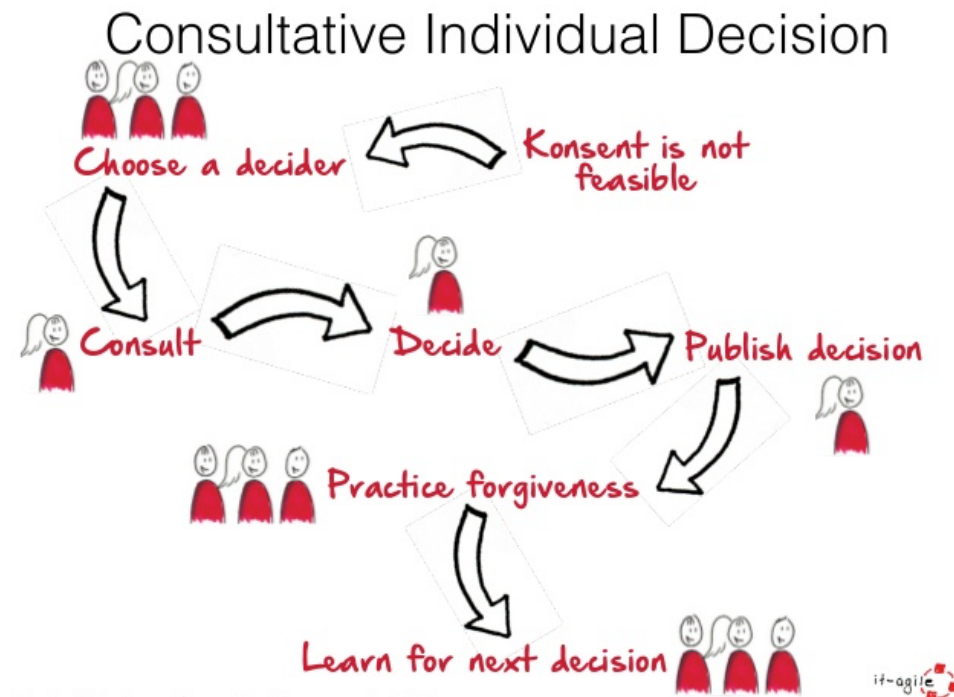 Consultative Individual Decision
Konsent is not
feasible
Choose a decider
Consult
Decide
Publish decision
Practice forgiveness
Learn for next decision
it-agile